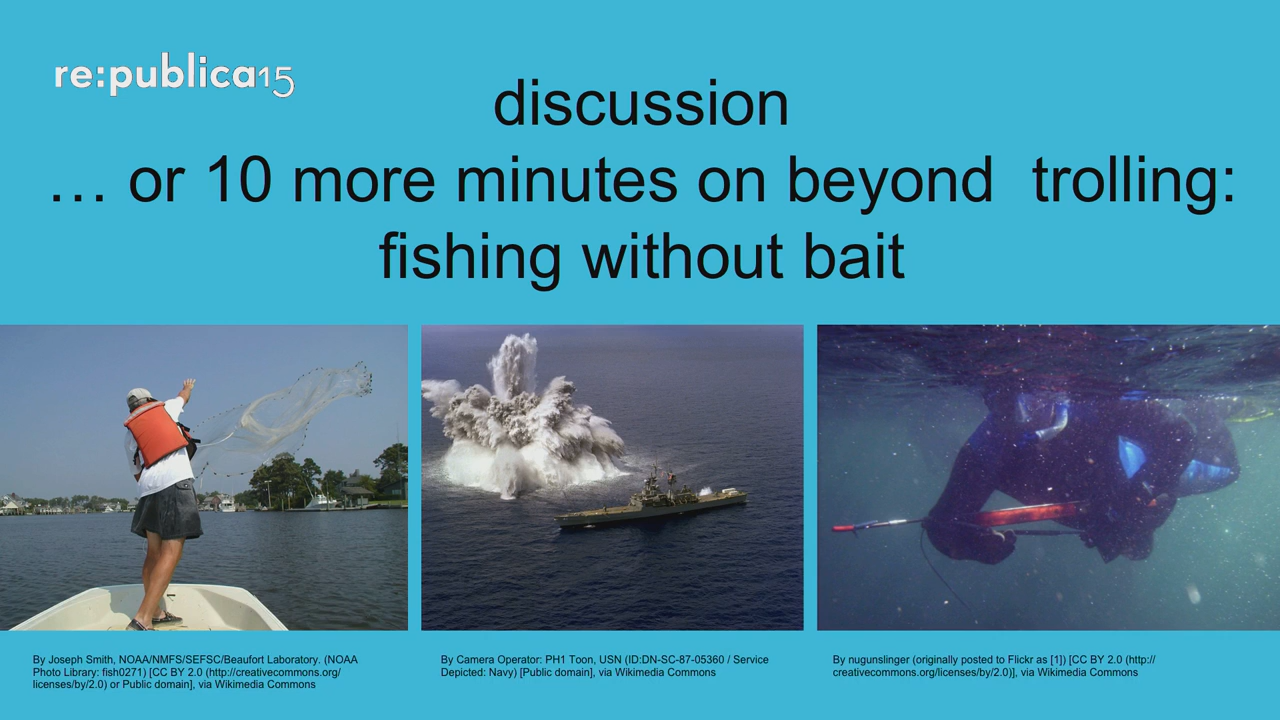 re:publica15
discussion
… or 10 more minutes on beyond  trolling:
fishing without bait
By Joseph Smith, NOAA/NMFS/SEFSC/Beaufort Laboratory. (NOAA
Photo Library: fish0271) [CC BY 2.0 (http://creativecommons.org/
licenses/by/2.0) or Public domain], via Wikimedia Commons
By Camera Operator: PH1 Toon, USN (ID:DN-SC-87-05360 / Service
Depicted: Navy) [Public domain], via Wikimedia Commons
By nugunslinger (originally posted to Flickr as [1]) [CC BY 2.0 (http://
creativecommons.org/licenses/by/2.0)], via Wikimedia Commons